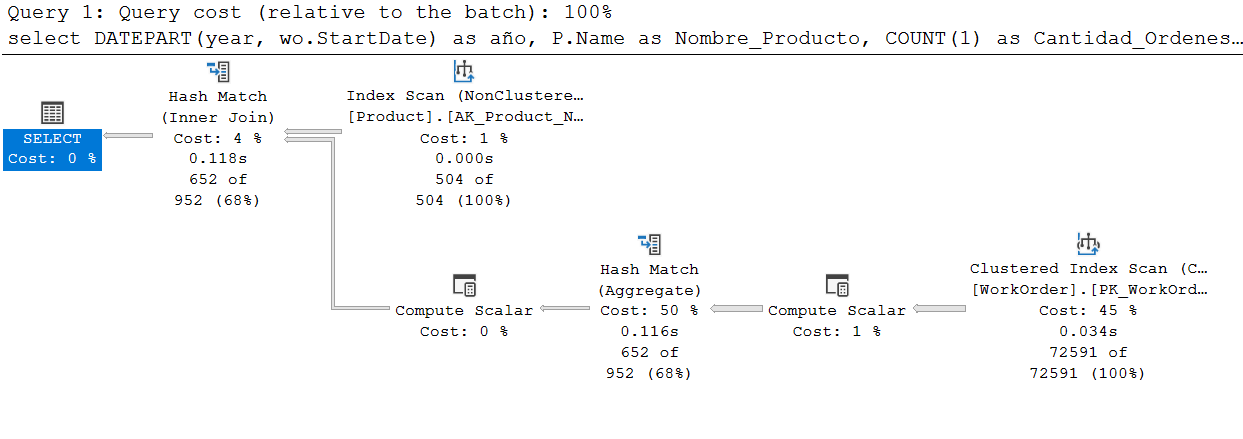 Query 1: Query cost (relative to the batch): 100%
select DATEPART(year, wo.StartDate) as año, P.Name as Nombre_Producto, COUNT(1) as Cantidad_Ordenes…
SELECT
Cost: 0 %
Hash Match
(Inner Join)
Cost: 4 %
0.118s
652 of
952 (68%)
Index Scan (NonClustere…
[Product].[AK_Product_N…
Cost: 1 %
0.000s
504 of
504 (100%)
Compute Scalar
Cost: 0 %
Hash Match
(Aggregate)
Cost: 50 %
0.116s
652 of
952 (68%)
Compute Scalar
Cost: 1 %
Clustered Index Scan (C…
[WorkOrder].[PK_WorkOrd…
Cost: 45 %
0.034s
72591 of
72591 (100%)